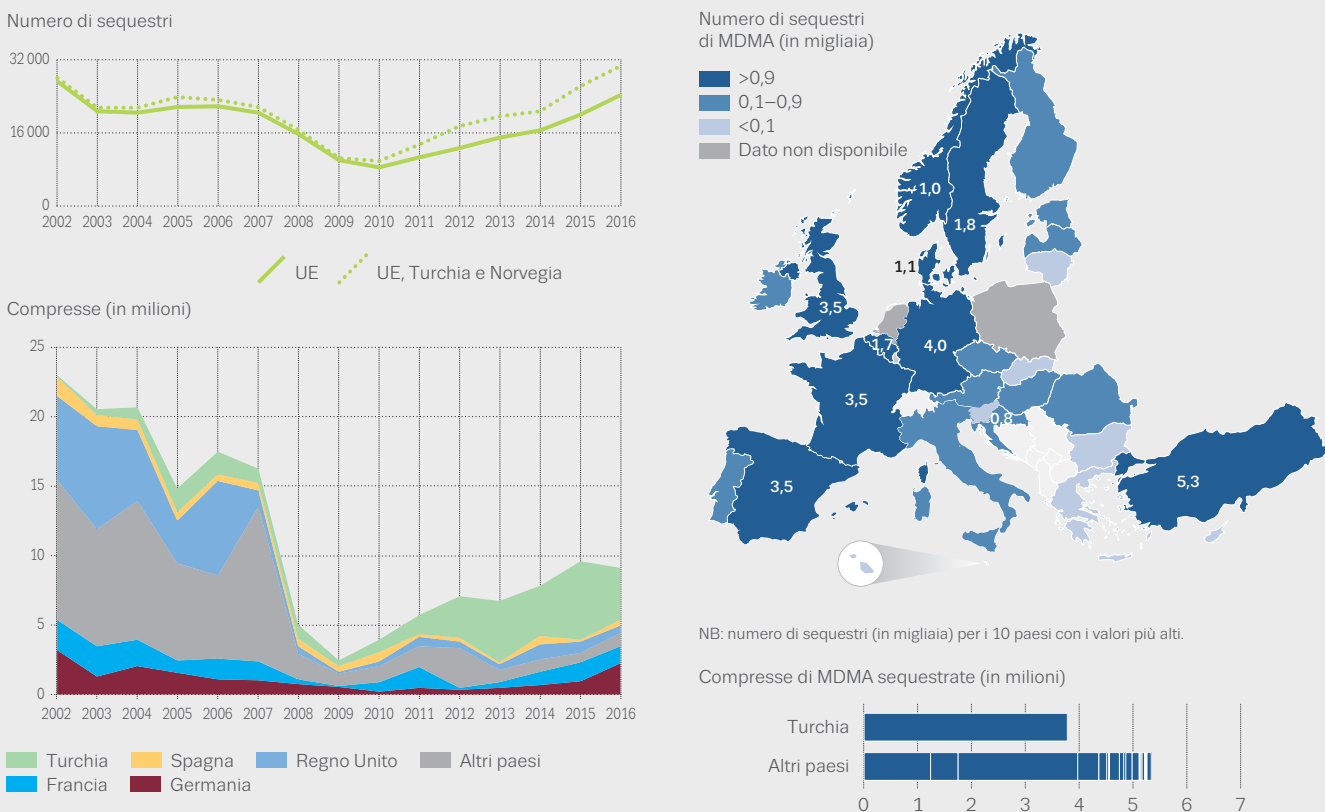 Numero di sequestri
32 000
16 000
0
2002 2003 2004 2005 2006 2007 2008 2009 2010 2011 2012 2013 2014 2015 2016
UE UE, Turchia e Norvegia
Compresse (in milioni)
25
20
15
10
5
0
2002 2003 2004 2005 2006 2007 2008 2009 2010 2011 2012 2013 2014 2015 2016
Turchia Spagna Regno Unito Altri paesi
Francia Germania
Numero di sequestri
di MDMA (in migliaia)
>0,9
0,1–0,9
<0,1
Dato non disponibile
1,0
1,8
1,1
3,5
1,7
4,0
3,5
0,8
3,5
5,3
NB: numero di sequestri (in migliaia) per i 10 paesi con i valori più alti.
Compresse di MDMA sequestrate (in milioni)
Turchia
Altri paesi
0 1 2 3 4 5 6 7